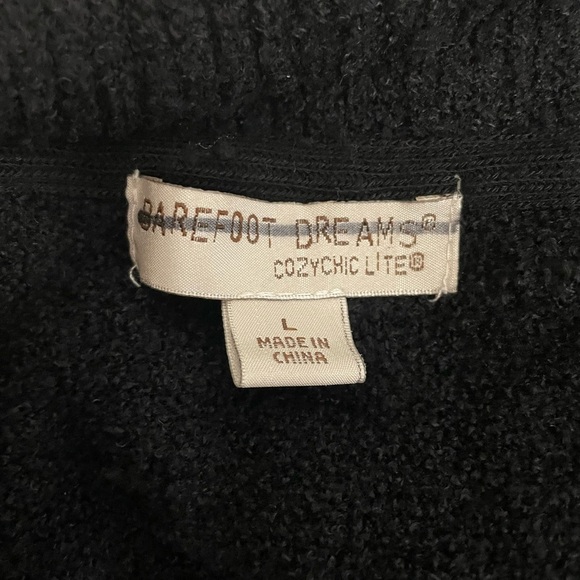 BAREFOOT DREAMS®
COZYCHIC LITE®
L
MADE IN
CHINA